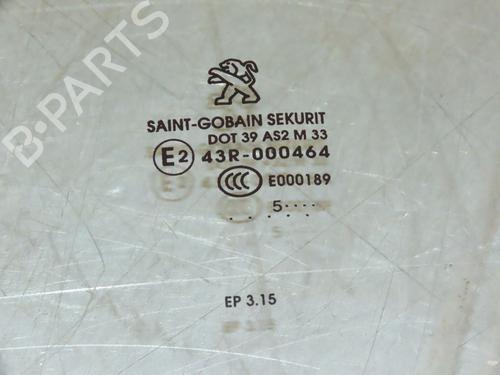 B-PARTS
SAINT-GOBAIN SEKURIT
DOT 39 AS2 M 33
E2 43R-000464
CCC E000189
5····
. . . . . .
EP 3.15